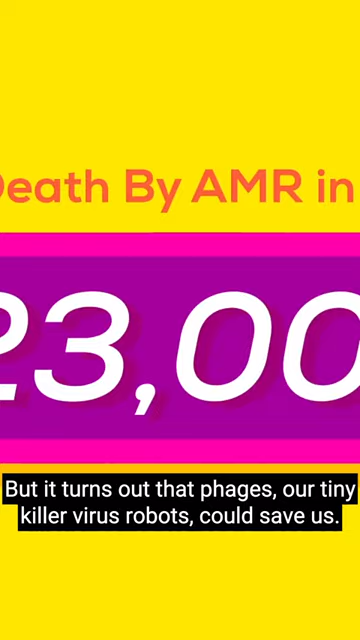 Death By AMR in
23,00
But it turns out that phages, our tiny
killer virus robots, could save us.